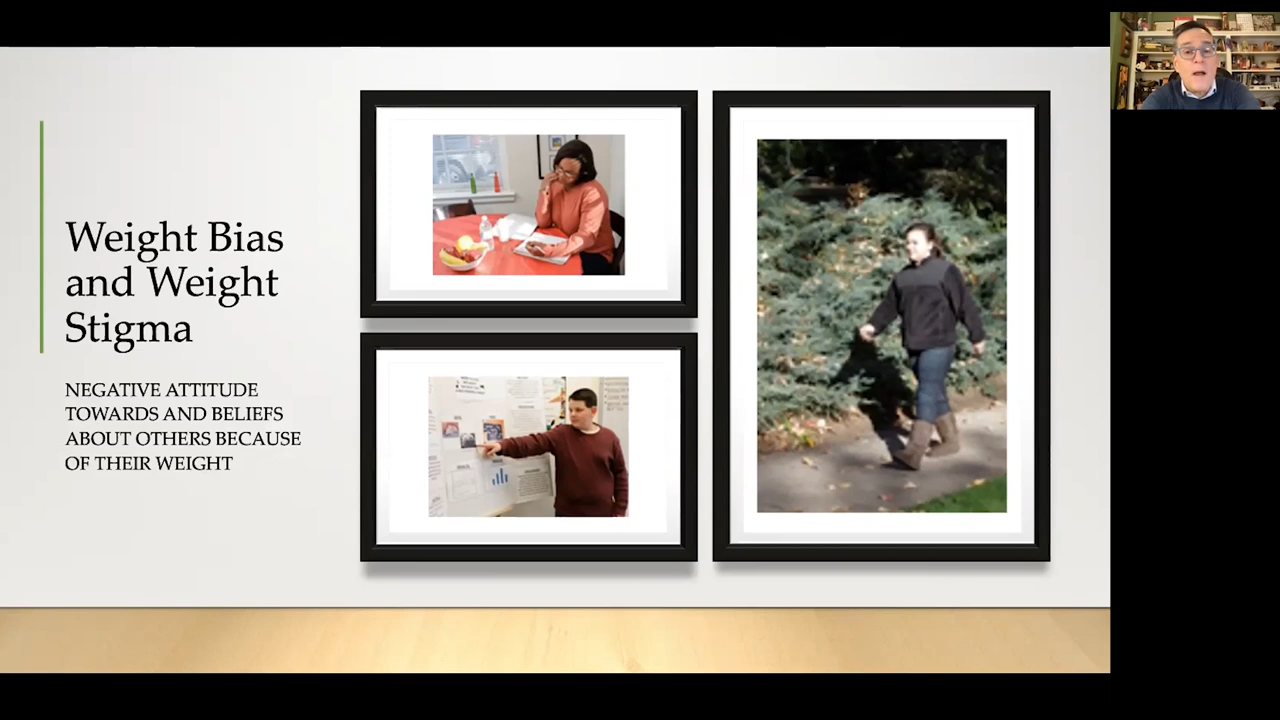 Weight Bias
and Weight
Stigma
NEGATIVE ATTITUDE
TOWARDS AND BELIEFS
ABOUT OTHERS BECAUSE
OF THEIR WEIGHT